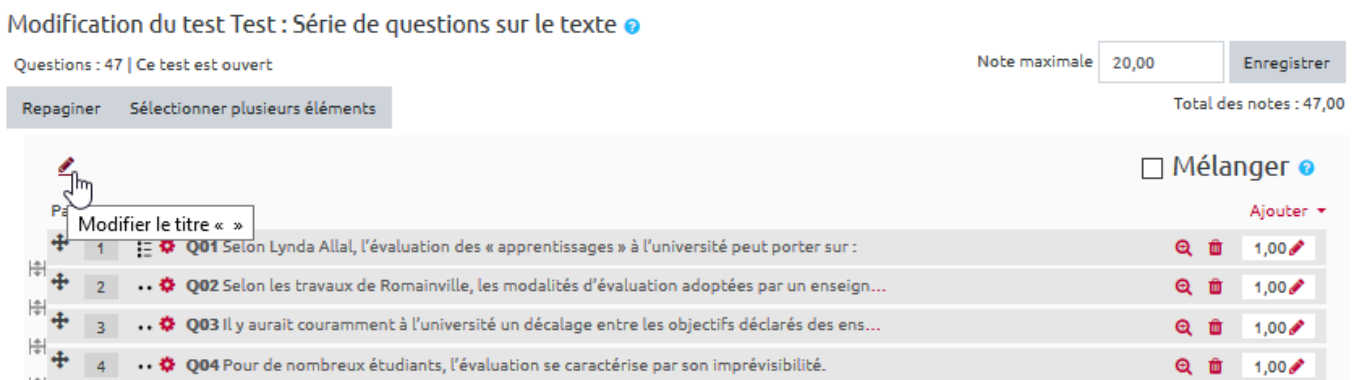 Modification du test Test : Série de questions sur le texte
Questions : 47 | Ce test est ouvert
Note maximale 20,00 Enregistrer
Repaginer Sélectionner plusieurs éléments
Total des notes : 47,00
Mélanger
Modifier le titre « »
Ajouter
1 Q01 Selon Lynda Allal, l’évaluation des « apprentissages » à l’université peut porter sur : 1,00
2 Q02 Selon les travaux de Romainville, les modalités d’évaluation adoptées par un enseign... 1,00
3 Q03 Il y aurait couramment à l’université un décalage entre les objectifs déclarés des ens... 1,00
4 Q04 Pour de nombreux étudiants, l’évaluation se caractérise par son imprévisibilité. 1,00